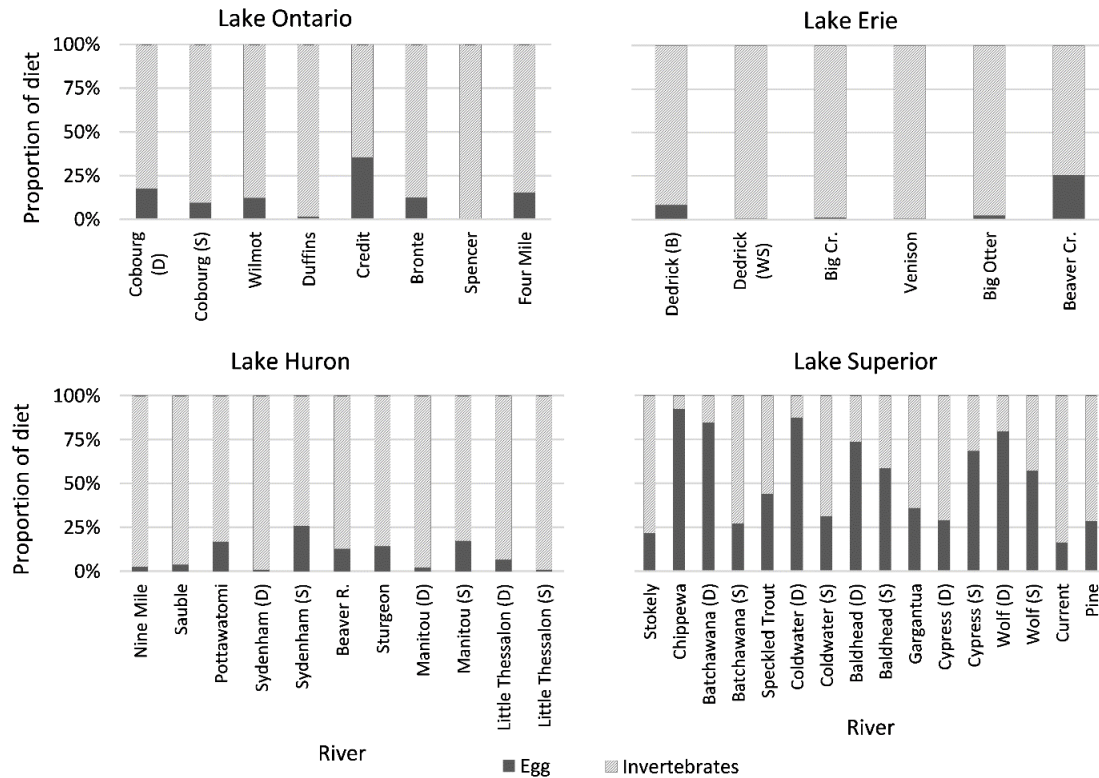 Lake Ontario
Proportion of diet
100%
75%
50%
25%
0%
Cobourg
(D)
Cobourg (S)
Wilmot
Duffins
Credit
Bronte
Spencer
Four Mile
Lake Erie
Dedrick (B)
Dedrick
(WS)
Big Cr.
Venison
Big Otter
Beaver Cr.
Lake Huron
Proportion of diet
100%
75%
50%
25%
0%
Nine Mile
Sauble
Pottawatomi
Sydenham (D)
Sydenham (S)
Beaver R.
Sturgeon
Manitou (D)
Manitou (S)
Little Thessalon (D)
Little Thessalon (S)
River
Lake Superior
Stokely
Chippewa
Batchawana (D)
Batchawana (S)
Speckled Trout
Coldwater (D)
Coldwater (S)
Baldhead (D)
Baldhead (S)
Gargantua
Cypress (D)
Cypress (S)
Wolf (D)
Wolf (S)
Current
Pine
River
Egg
Invertebrates